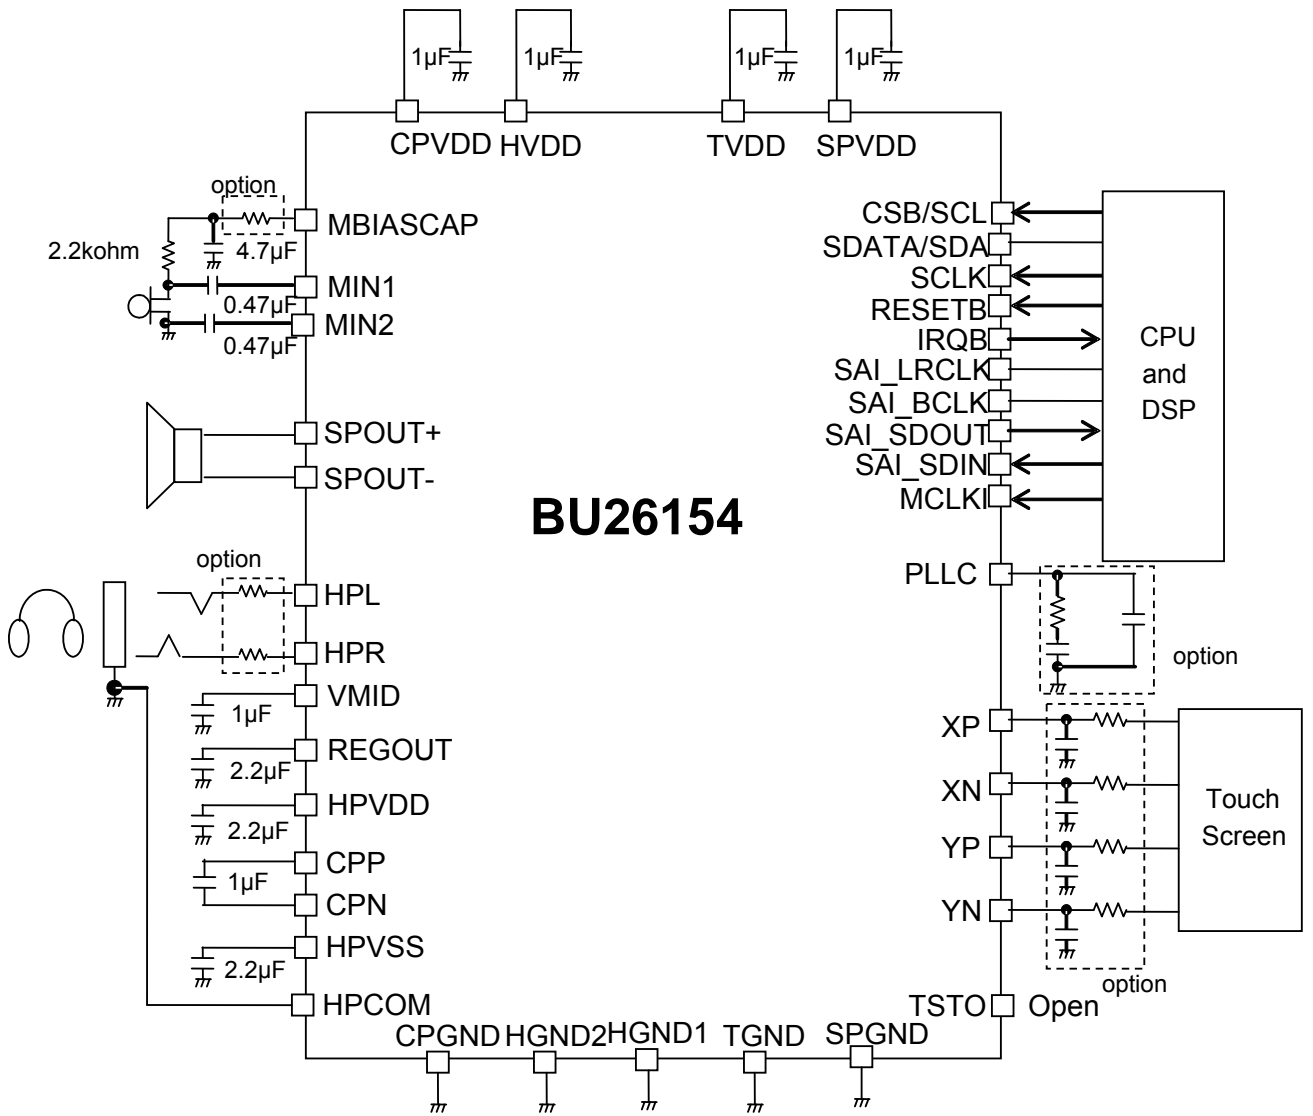 1µF
1µF
1µF
1µF
CPVDD
HVDD
TVDD
SPVDD
option
MBIASCAP
2.2kohm
4.7µF
MIN1
0.47µF
MIN2
0.47µF
SPOUT+
SPOUT-
BU26154
option
HPL
HPR
VMID
1µF
REGOUT
2.2µF
HPVDD
2.2µF
CPP
1µF
CPN
HPVSS
2.2µF
HPCOM
CSB/SCL
SDATA/SDA
SCLK
RESETB
IRQB
SAI_LRCLK
SAI_BCLK
SAI_SDOUT
SAI_SDIN
MCLKI
CPU
and
DSP
PLLC
option
XP
XN
YP
YN
Touch
Screen
option
TSTO
Open
CPGND
HGND2
HGND1
TGND
SPGND